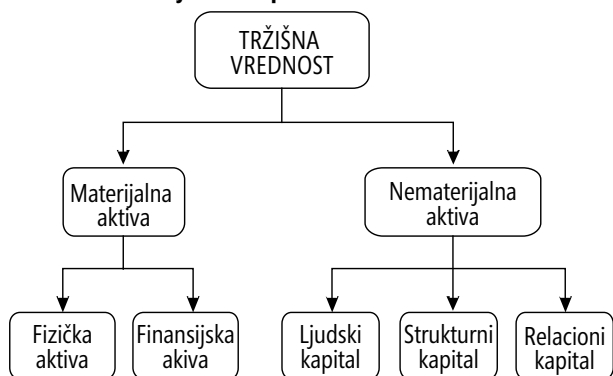 TRŽIŠNA
VREDNOST
Materijalna
aktiva
Nematerijalna
aktiva
Fizička
aktiva
Finansijska
akiva
Ljudski
kapital
Strukturni
kapital
Relacioni
kapital